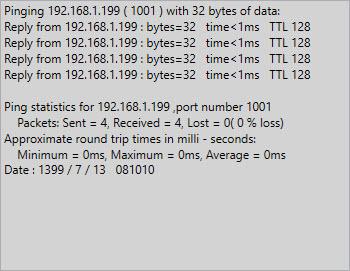 Pinging 192.168.1.199 ( 1001 ) with 32 bytes of data:
Reply from 192.168.1.199 : bytes=32   time<1ms   TTL 128
Reply from 192.168.1.199 : bytes=32   time<1ms   TTL 128
Reply from 192.168.1.199 : bytes=32   time<1ms   TTL 128
Reply from 192.168.1.199 : bytes=32   time<1ms   TTL 128
Ping statistics for 192.168.1.199 ,port number 1001
Packets: Sent = 4, Received = 4, Lost = 0( 0 % loss)
Approximate round trip times in milli - seconds:
Minimum = 0ms, Maximum = 0ms, Average = 0ms
Date : 1399 / 7 / 13   081010